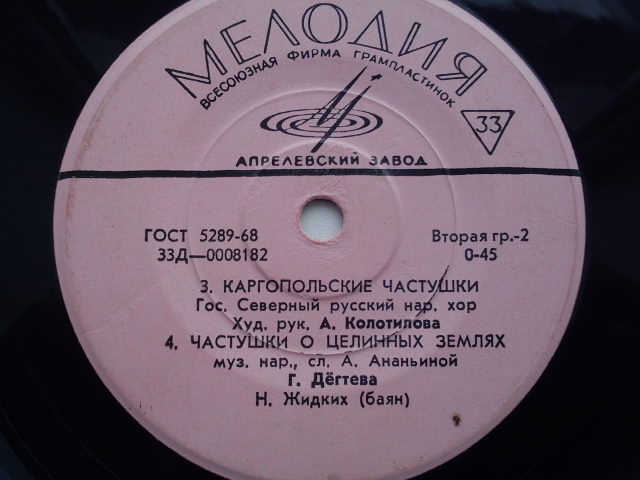 МЕЛОДИЯ
ВСЕСОЮЗНАЯ ФИРМА ГРАМПЛАСТИНОК
33
АПРЕЛЕВСКИЙ ЗАВОД
ГОСТ 5289-68 Вторая гр.-2
33Д—0008182 0-45
3. КАРГОПОЛЬСКИЕ ЧАСТУШКИ
Гос. Северный русский нар. хор
Худ. рук. А. Колотилова
4. ЧАСТУШКИ О ЦЕЛИННЫХ ЗЕМЛЯХ
муз. нар., сл. А. Ананьиной
Г. Дёгтева
Н. Жидких (баян)
9